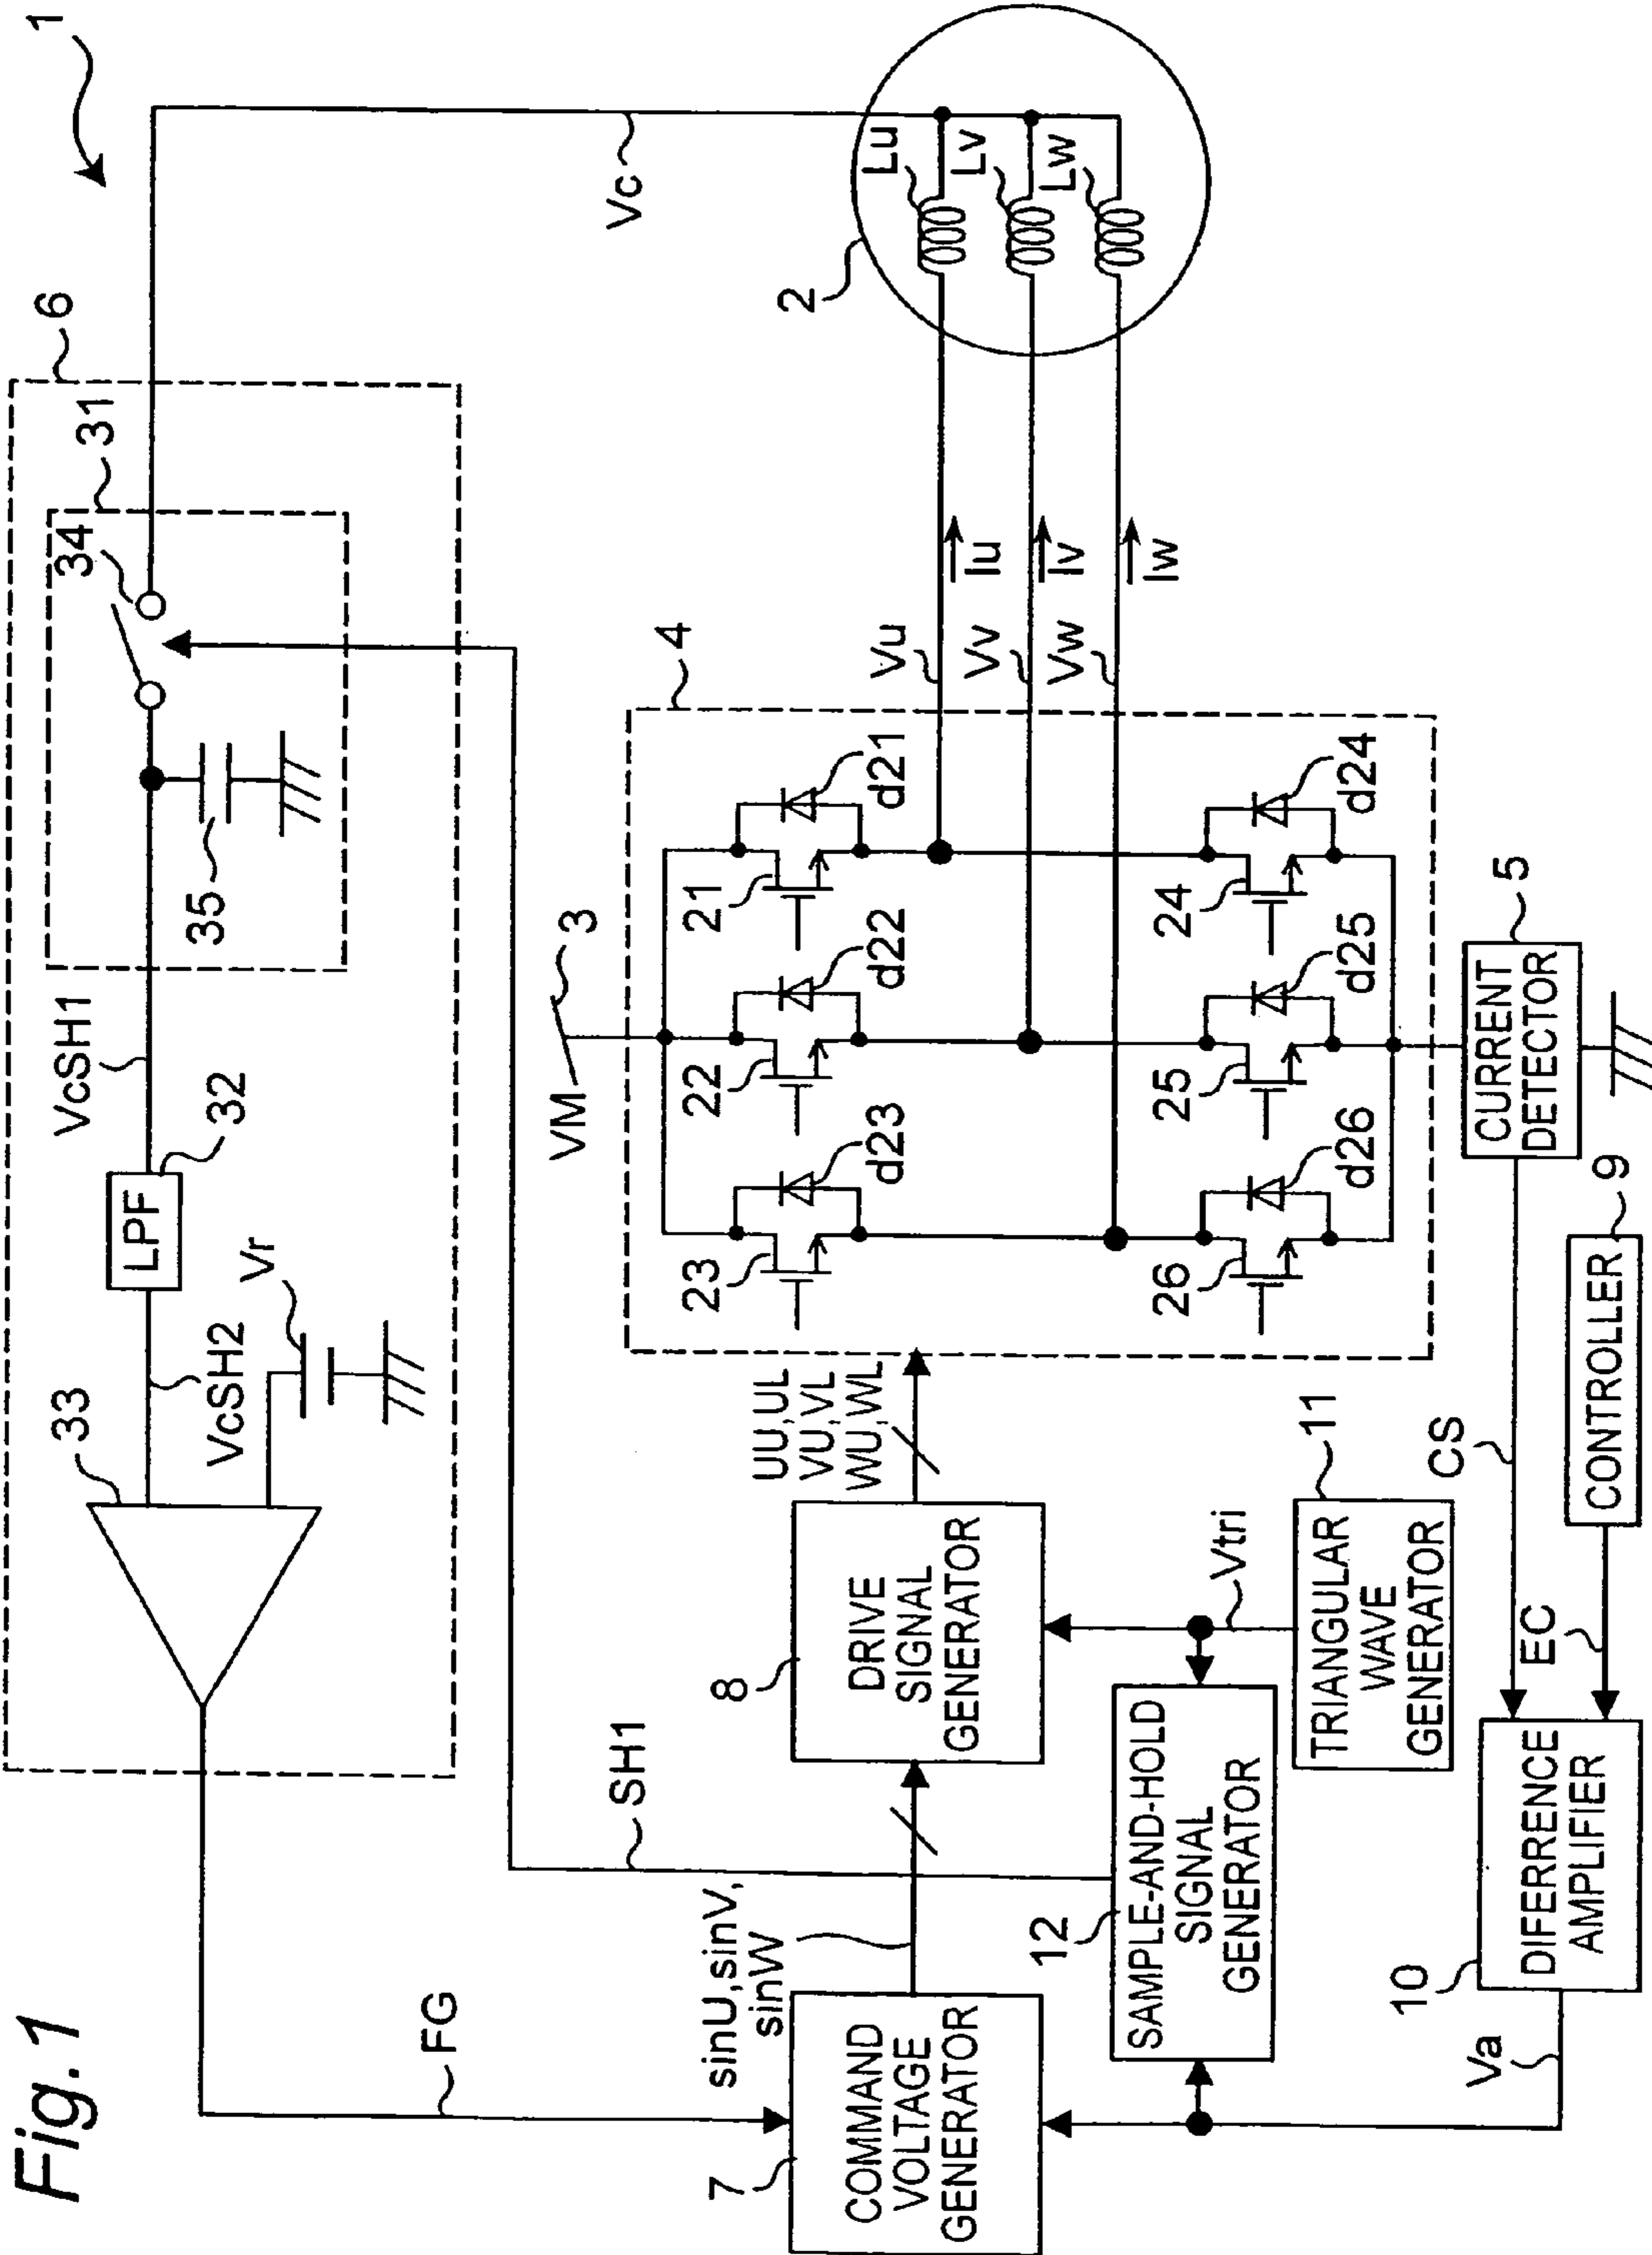 Fig.1
1
6
31
34
35
VcSH1
32
LPF
VcSH2
Vr
33
FG
SH1
Vc
2
Lu
Lv
Lw
VM
3
4
23
d23
22
d22
21
d21
26
d26
25
d25
24
d24
Vu
Vv
Vw
Iu
Iv
Iw
7
COMMAND
VOLTAGE
GENERATOR
sinU,sinV,
sinW
8
DRIVE
SIGNAL
GENERATOR
UU,UL
VU,VL
WU,WL
12
SAMPLE-AND-HOLD
SIGNAL
GENERATOR
Vtri
11
TRIANGULAR
WAVE
GENERATOR
Va
10
DIFERRENCE
AMPLIFIER
CS
EC
9
CONTROLLER
5
CURRENT
DETECTOR